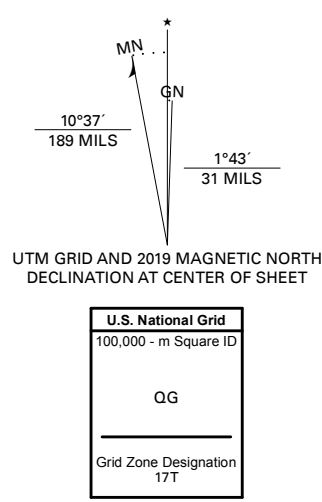 ★
MN
GN
10°37´
189 MILS
1°43´
31 MILS
UTM GRID AND 2019 MAGNETIC NORTH
DECLINATION AT CENTER OF SHEET
U.S. National Grid
100,000 - m Square ID
QG
Grid Zone Designation
17T